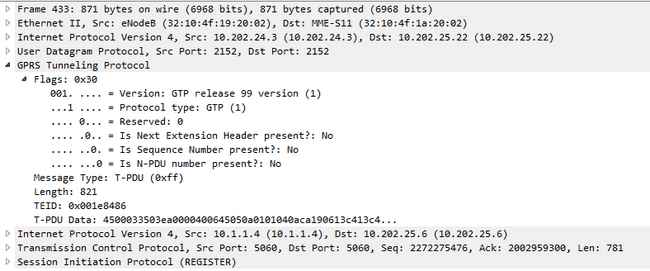 Frame 433: 871 bytes on wire (6968 bits), 871 bytes captured (6968 bits)
Ethernet II, Src: eNodeB (32:10:4f:19:20:02), Dst: MME-S11 (32:10:4f:1a:20:02)
Internet Protocol Version 4, Src: 10.202.24.3 (10.202.24.3), Dst: 10.202.25.22 (10.202.25.22)
User Datagram Protocol, Src Port: 2152, Dst Port: 2152
GPRS Tunneling Protocol
Flags: 0x30
001. .... = Version: GTP release 99 version (1)
...1 .... = Protocol type: GTP (1)
.... 0... = Reserved: 0
.... .0.. = Is Next Extension Header present?: No
.... ..0. = Is Sequence Number present?: No
.... ...0 = Is N-PDU number present?: No
Message Type: T-PDU (0xff)
Length: 821
TEID: 0x001e8486
T-PDU Data: 4500033503ea0000400645050a0101040aca190613c413c4...
Internet Protocol Version 4, Src: 10.1.1.4 (10.1.1.4), Dst: 10.202.25.6 (10.202.25.6)
Transmission Control Protocol, Src Port: 5060, Dst Port: 5060, Seq: 2272275476, Ack: 2002959300, Len: 781
Session Initiation Protocol (REGISTER)